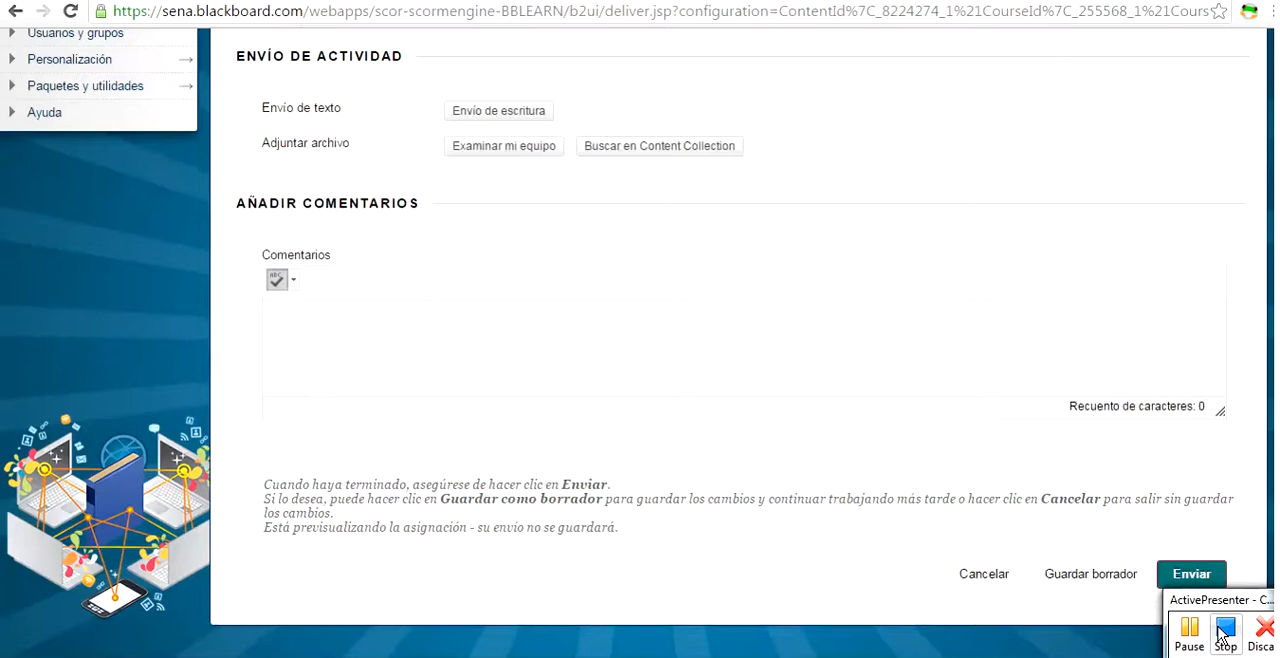 https://sena.blackboard.com/webapps/scor-scormengine-BBLEARN/b2ui/deliver.jsp?configuration=ContentId%7C_8224274_1%21CourseId%7C_255568_1%21Cours
Usuarios y grupos
Personalización
Paquetes y utilidades
Ayuda
ENVÍO DE ACTIVIDAD
Envío de texto Envío de escritura
Adjuntar archivo Examinar mi equipo Buscar en Content Collection
AÑADIR COMENTARIOS
Comentarios
ABC
Recuento de caracteres: 0
Cuando haya terminado, asegúrese de hacer clic en Enviar.
Si lo desea, puede hacer clic en Guardar como borrador para guardar los cambios y continuar trabajando más tarde o hacer clic en Cancelar para salir sin guardar
los cambios.
Está previsualizando la asignación - su envío no se guardará.
Cancelar Guardar borrador Enviar
ActivePresenter - C...
Pause Stop Disca